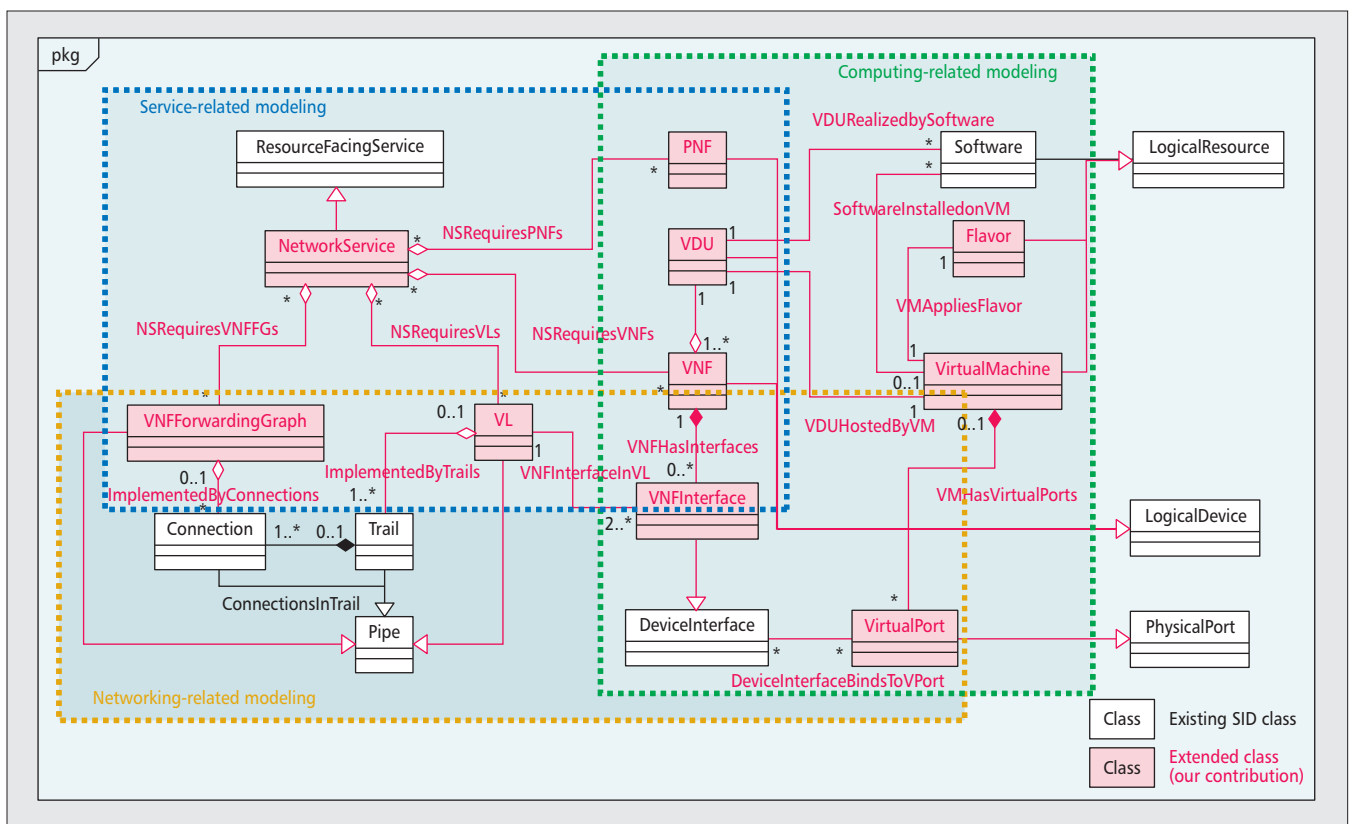 pkg
Computing-related modeling
Service-related modeling
VDURealizedbySoftware
ResourceFacingService
PNF
*
*
*
Software
LogicalResource
SoftwareInstalledonVM
NSRequiresPNFs
NetworkService
*
*
*
*
VDU
1
1
1
Flavor
1
VMAppliesFlavor
NSRequiresVNFFGs
NSRequiresVLs
NSRequiresVNFs
1..*
VNF
*
1
1
VirtualMachine
0..1
1
0..1
*
*
VNFForwardingGraph
0..1
VL
1
VDUHostedByVM
VNFHasInterfaces
0..*
0..1
ImplementedByTrails
VNFInterfaceInVL
ImplementedByConnections
1..*
*
VNFInterface
2..*
VMHasVirtualPorts
Connection
1..*
0..1
Trail
LogicalDevice
ConnectionsInTrail
*
Pipe
DeviceInterface
*
*
VirtualPort
PhysicalPort
DeviceInterfaceBindsToVPort
Networking-related modeling
Class
Existing SID class
Class
Extended class
(our contribution)